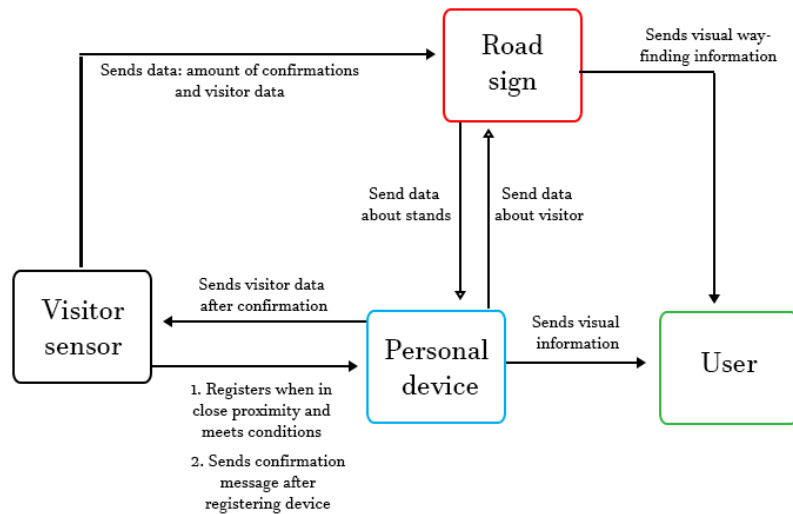 Road
sign
Sends visual way-
finding information
Sends data: amount of confirmations
and visitor data
Send data
about stands
Send data
about visitor
Visitor
sensor
Sends visitor data
after confirmation
Personal
device
Sends visual
information
User
1. Registers when in
close proximity and
meets conditions
2. Sends confirmation
message after
registering device